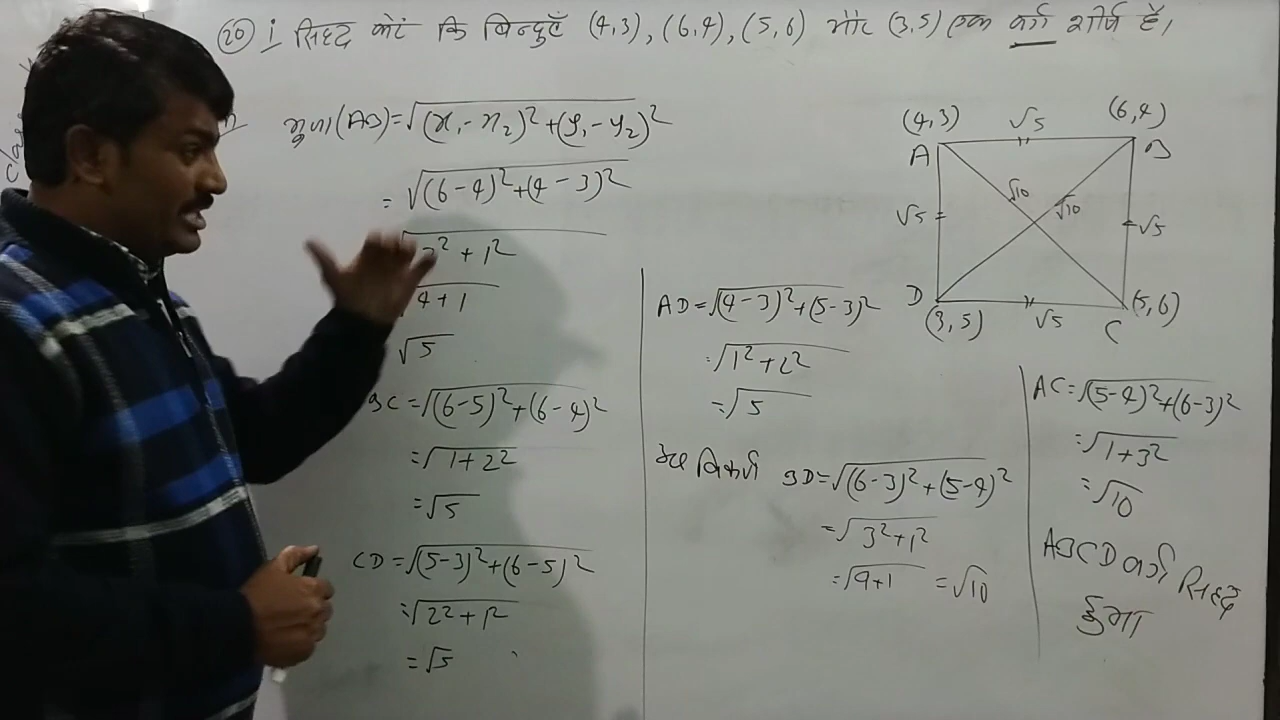 (20) i सिद्ध करें कि बिन्दुएँ (4,3), (6,4), (5,6) और (3,5) एक वर्ग शीर्ष हैं।
भुजा (AB) = √(x₁ - x₂)² + (y₁ - y₂)²
= √(6-4)² + (4-3)²
² + 1²
4 + 1
√5
BC = √(6-5)² + (6-4)²
= √1 + 2²
= √5
CD = √(5-3)² + (6-5)²
= √2² + 1²
= √5
AD = √(4-3)² + (5-3)²
= √1² + 2²
= √5
विकर्ण BD = √(6-3)² + (5-4)²
= √3² + 1²
= √9+1 = √10
(4,3) √5 (6,4)
A B
√10 √10
√5 √5
D (5,6)
(3,5) √5 C
AC = √(5-4)² + (6-3)²
= √1 + 3²
= √10
ABCD वर्ग सिद्ध
हुआ